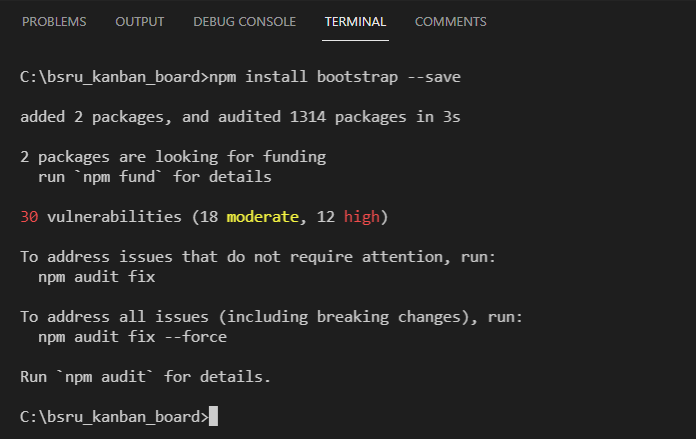 PROBLEMS OUTPUT DEBUG CONSOLE TERMINAL COMMENTS
C:\bsru_kanban_board>npm install bootstrap --save
added 2 packages, and audited 1314 packages in 3s
2 packages are looking for funding
run `npm fund` for details
30 vulnerabilities (18 moderate, 12 high)
To address issues that do not require attention, run:
npm audit fix
To address all issues (including breaking changes), run:
npm audit fix --force
Run `npm audit` for details.
C:\bsru_kanban_board>